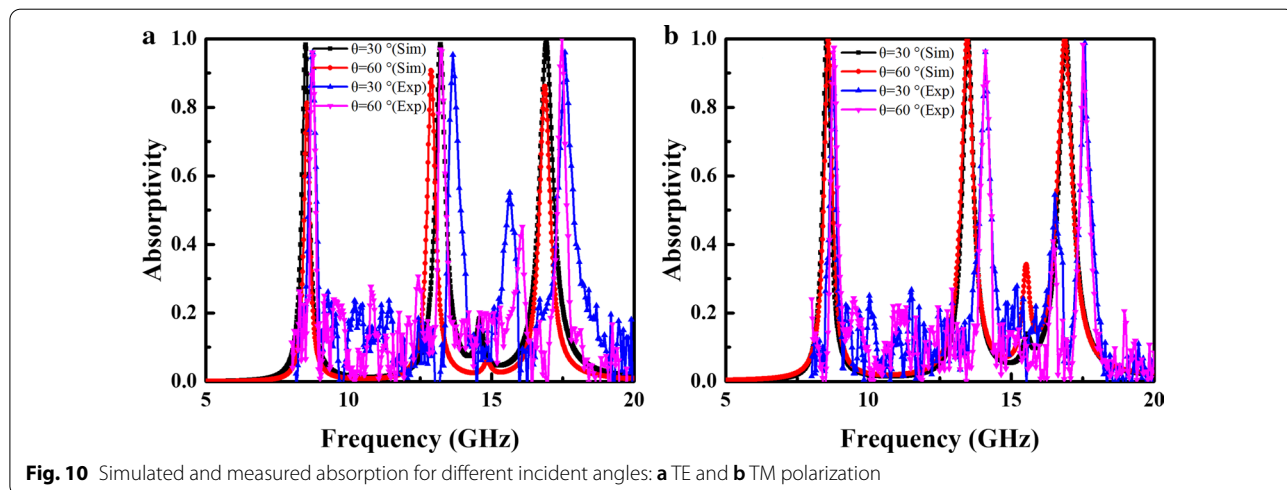 a
1.0
0.8
0.6
0.4
0.2
0.0
Absorptivity
θ=30 °(Sim)
θ=60 °(Sim)
θ=30 °(Exp)
θ=60 °(Exp)
5
10
15
20
Frequency (GHz)
b
1.0
0.8
0.6
0.4
0.2
0.0
Absorptivity
θ=30 °(Sim)
θ=60 °(Sim)
θ=30 °(Exp)
θ=60 °(Exp)
5
10
15
20
Frequency (GHz)
Fig. 10 Simulated and measured absorption for different incident angles: a TE and b TM polarization